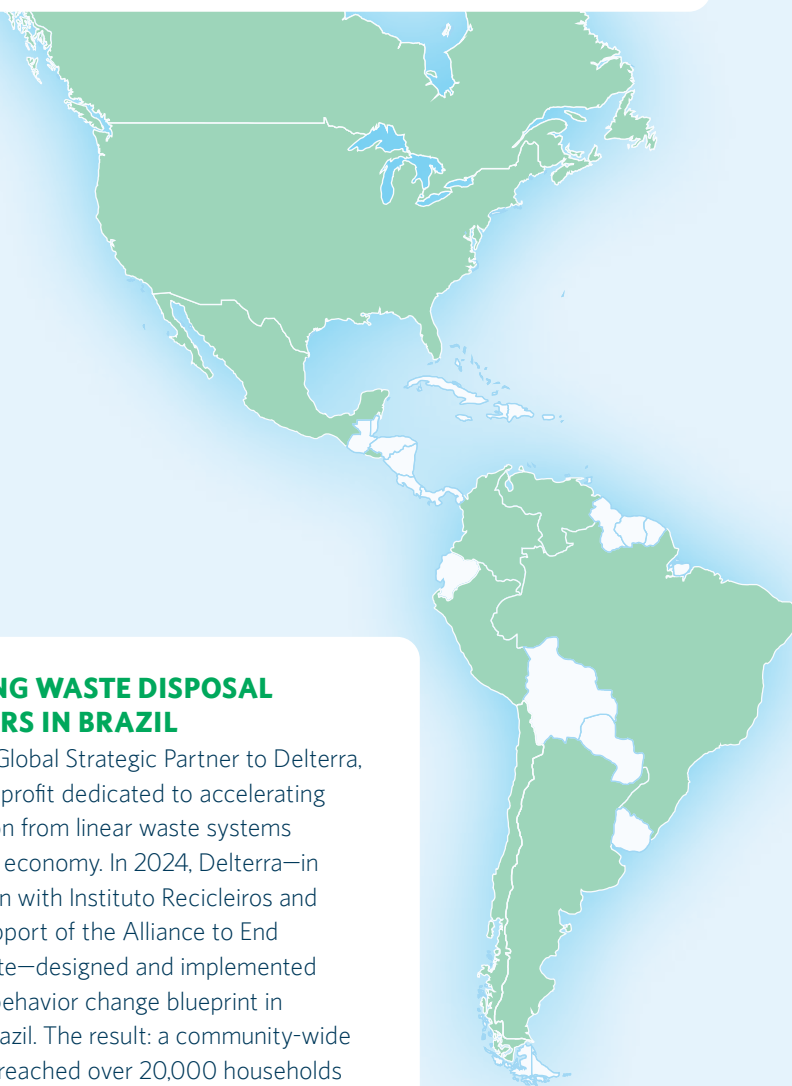 NG WASTE DISPOSAL
RS IN BRAZIL
Global Strategic Partner to Delterra,
profit dedicated to accelerating
on from linear waste systems
economy. In 2024, Delterra—in
n with Instituto Recicleiros and
pport of the Alliance to End
te—designed and implemented
behavior change blueprint in
azil. The result: a community-wide
reached over 20,000 households